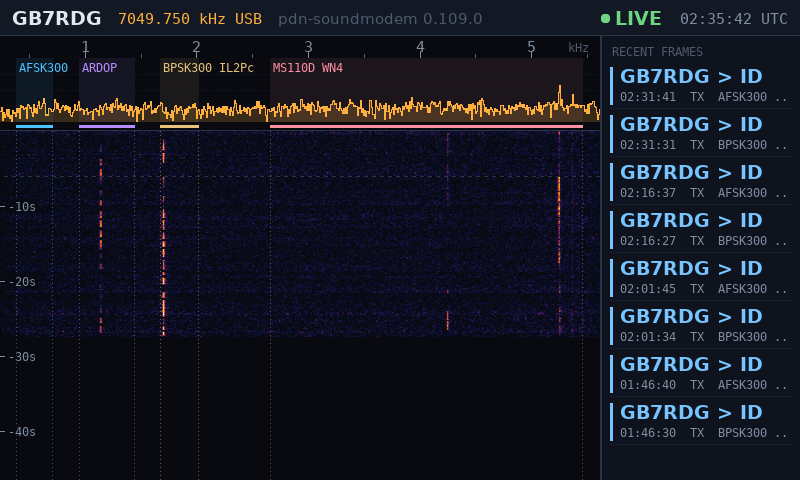 GB7RDG 7049.750 kHz USB pdn-soundmodem 0.109.0 LIVE 02:35:42 UTC
1 2 3 4 5 kHz
AFSK300 ARDOP BPSK300 IL2Pc MS110D WN4
-10s
-20s
-30s
-40s
RECENT FRAMES
GB7RDG > ID
02:31:41 TX AFSK300 ..
GB7RDG > ID
02:31:31 TX BPSK300 ..
GB7RDG > ID
02:16:37 TX AFSK300 ..
GB7RDG > ID
02:16:27 TX BPSK300 ..
GB7RDG > ID
02:01:45 TX AFSK300 ..
GB7RDG > ID
02:01:34 TX BPSK300 ..
GB7RDG > ID
01:46:40 TX AFSK300 ..
GB7RDG > ID
01:46:30 TX BPSK300 ..